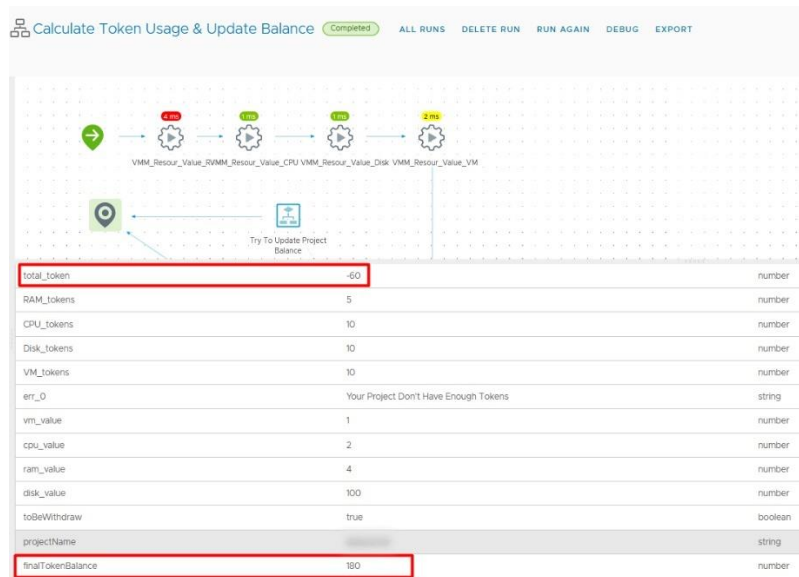 Calculate Token Usage & Update Balance Completed ALL RUNS DELETE RUN RUN AGAIN DEBUG EXPORT
4 ms 1 ms 1 ms 2 ms
VMM_Resour_Value_R VMM_Resour_Value_CPU VMM_Resour_Value_Disk VMM_Resour_Value_VM
Try To Update Project
Balance
total_token -60 number
RAM_tokens 5 number
CPU_tokens 10 number
Disk_tokens 10 number
VM_tokens 10 number
err_0 Your Project Don't Have Enough Tokens string
vm_value 1 number
cpu_value 2 number
ram_value 4 number
disk_value 100 number
toBeWithdraw true boolean
projectName string
finalTokenBalance 180 number